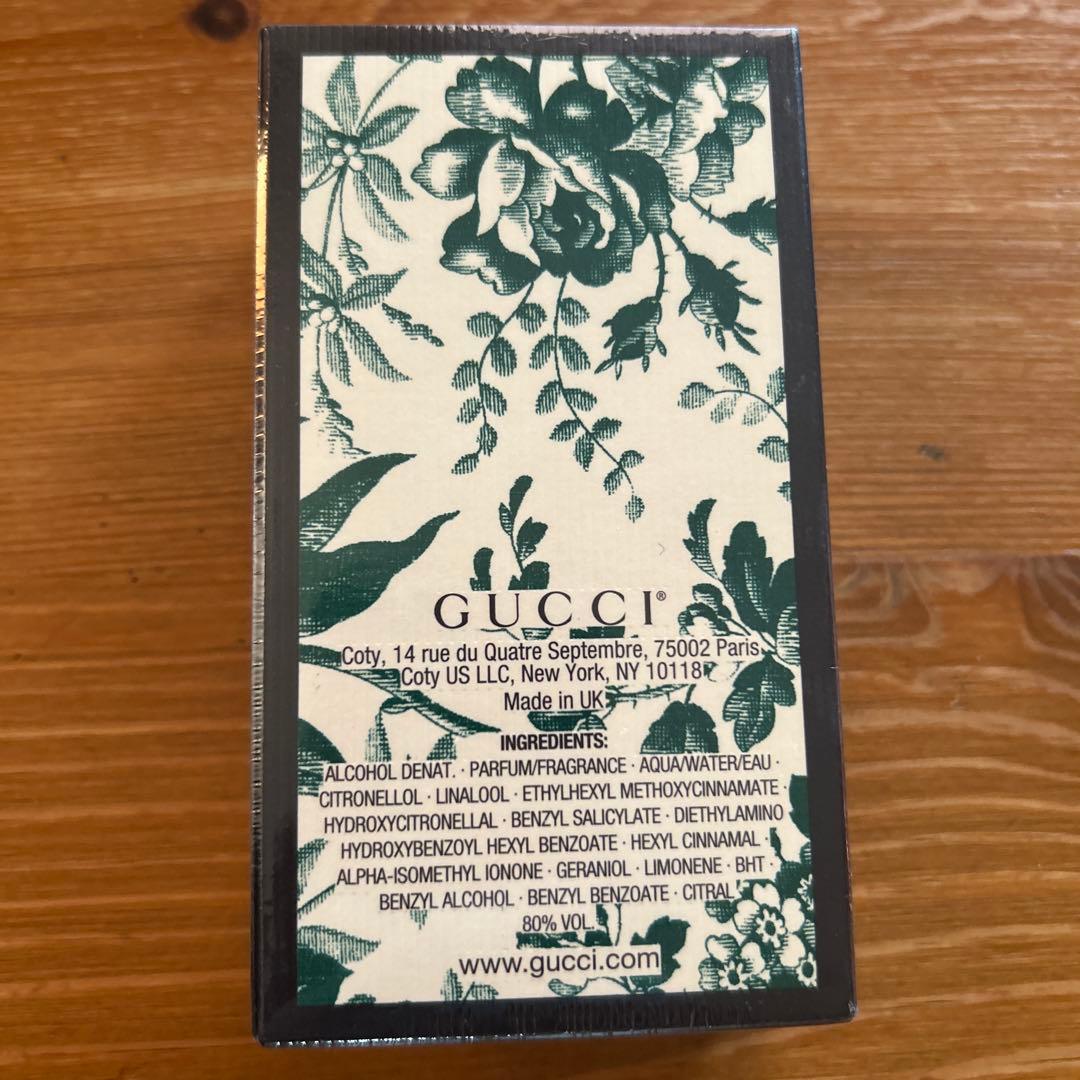 GUCCI®
Coty, 14 rue du Quatre Septembre, 75002 Paris
Coty US LLC, New York, NY 10118
Made in UK
INGREDIENTS:
ALCOHOL DENAT. · PARFUM/FRAGRANCE · AQUA/WATER/EAU ·
CITRONELLOL · LINALOOL · ETHYLHEXYL METHOXYCINNAMATE ·
HYDROXYCITRONELLAL · BENZYL SALICYLATE · DIETHYLAMINO
HYDROXYBENZOYL HEXYL BENZOATE · HEXYL CINNAMAL ·
ALPHA-ISOMETHYL IONONE · GERANIOL · LIMONENE · BHT ·
BENZYL ALCOHOL · BENZYL BENZOATE · CITRAL
80% VOL.
www.gucci.com